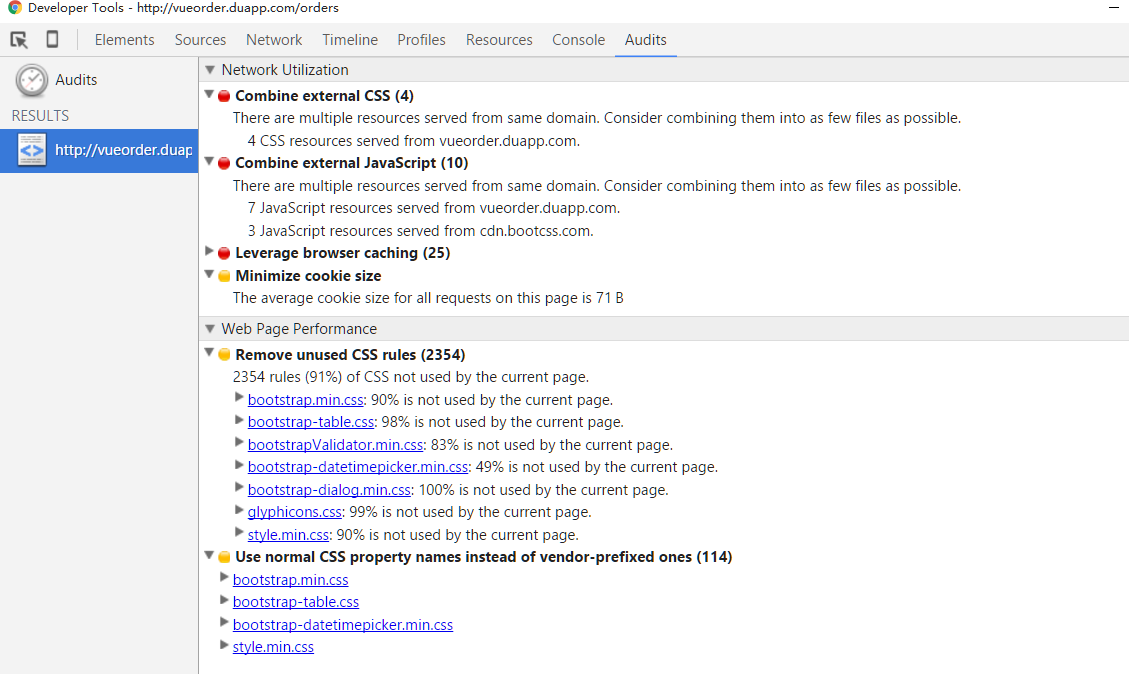 Developer Tools - http://vueorder.duapp.com/orders
Elements Sources Network Timeline Profiles Resources Console Audits
Audits
RESULTS
http://vueorder.duap
Network Utilization
Combine external CSS (4)
There are multiple resources served from same domain. Consider combining them into as few files as possible.
4 CSS resources served from vueorder.duapp.com.
Combine external JavaScript (10)
There are multiple resources served from same domain. Consider combining them into as few files as possible.
7 JavaScript resources served from vueorder.duapp.com.
3 JavaScript resources served from cdn.bootcss.com.
Leverage browser caching (25)
Minimize cookie size
The average cookie size for all requests on this page is 71 B
Web Page Performance
Remove unused CSS rules (2354)
2354 rules (91%) of CSS not used by the current page.
bootstrap.min.css: 90% is not used by the current page.
bootstrap-table.css: 98% is not used by the current page.
bootstrapValidator.min.css: 83% is not used by the current page.
bootstrap-datetimepicker.min.css: 49% is not used by the current page.
bootstrap-dialog.min.css: 100% is not used by the current page.
glyphicons.css: 99% is not used by the current page.
style.min.css: 90% is not used by the current page.
Use normal CSS property names instead of vendor-prefixed ones (114)
bootstrap.min.css
bootstrap-table.css
bootstrap-datetimepicker.min.css
style.min.css